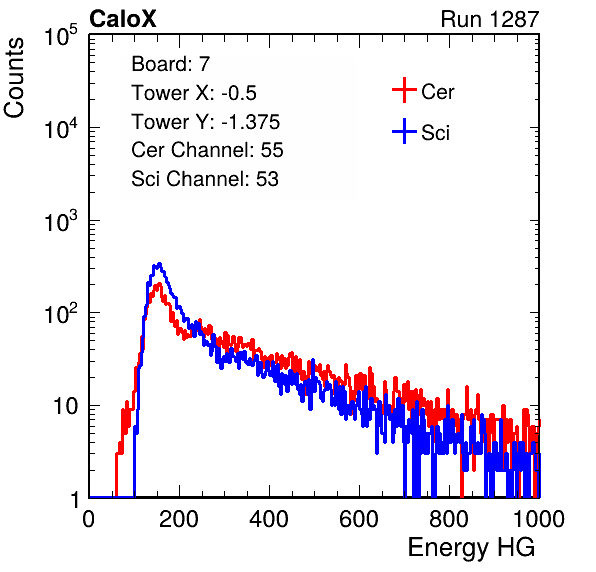 CaloX Run 1287
Counts
Board: 7
Tower X: -0.5
Tower Y: -1.375
Cer Channel: 55
Sci Channel: 53
Cer
Sci
10^5
10^4
10^3
10^2
10
1
0 200 400 600 800 1000
Energy HG